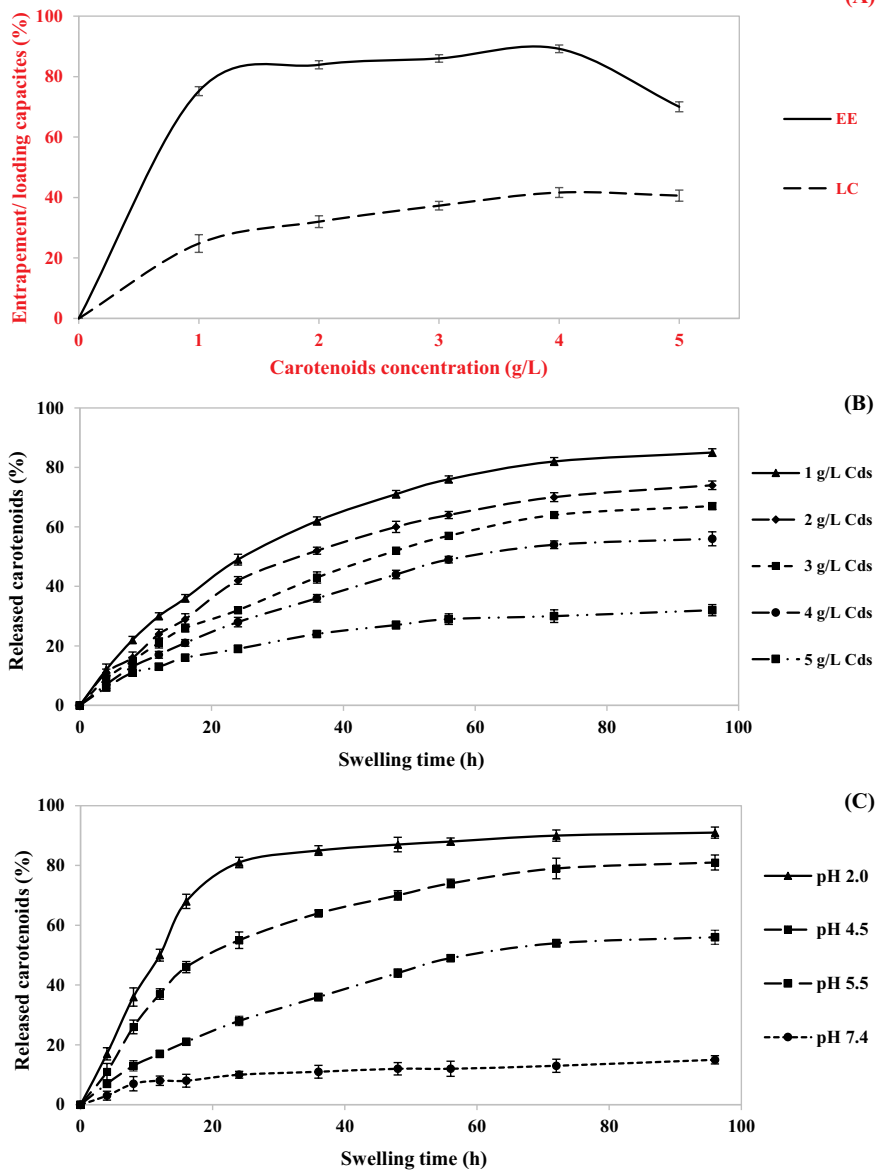 (A)
Entrapement/ loading capacites (%)
100
80
60
40
20
0
0 1 2 3 4 5
Carotenoids concentration (g/L)
EE
LC
(B)
Released carotenoids (%)
100
80
60
40
20
0
0 20 40 60 80 100
Swelling time (h)
1 g/L Cds
2 g/L Cds
3 g/L Cds
4 g/L Cds
5 g/L Cds
(C)
Released carotenoids (%)
100
80
60
40
20
0
0 20 40 60 80 100
Swelling time (h)
pH 2.0
pH 4.5
pH 5.5
pH 7.4